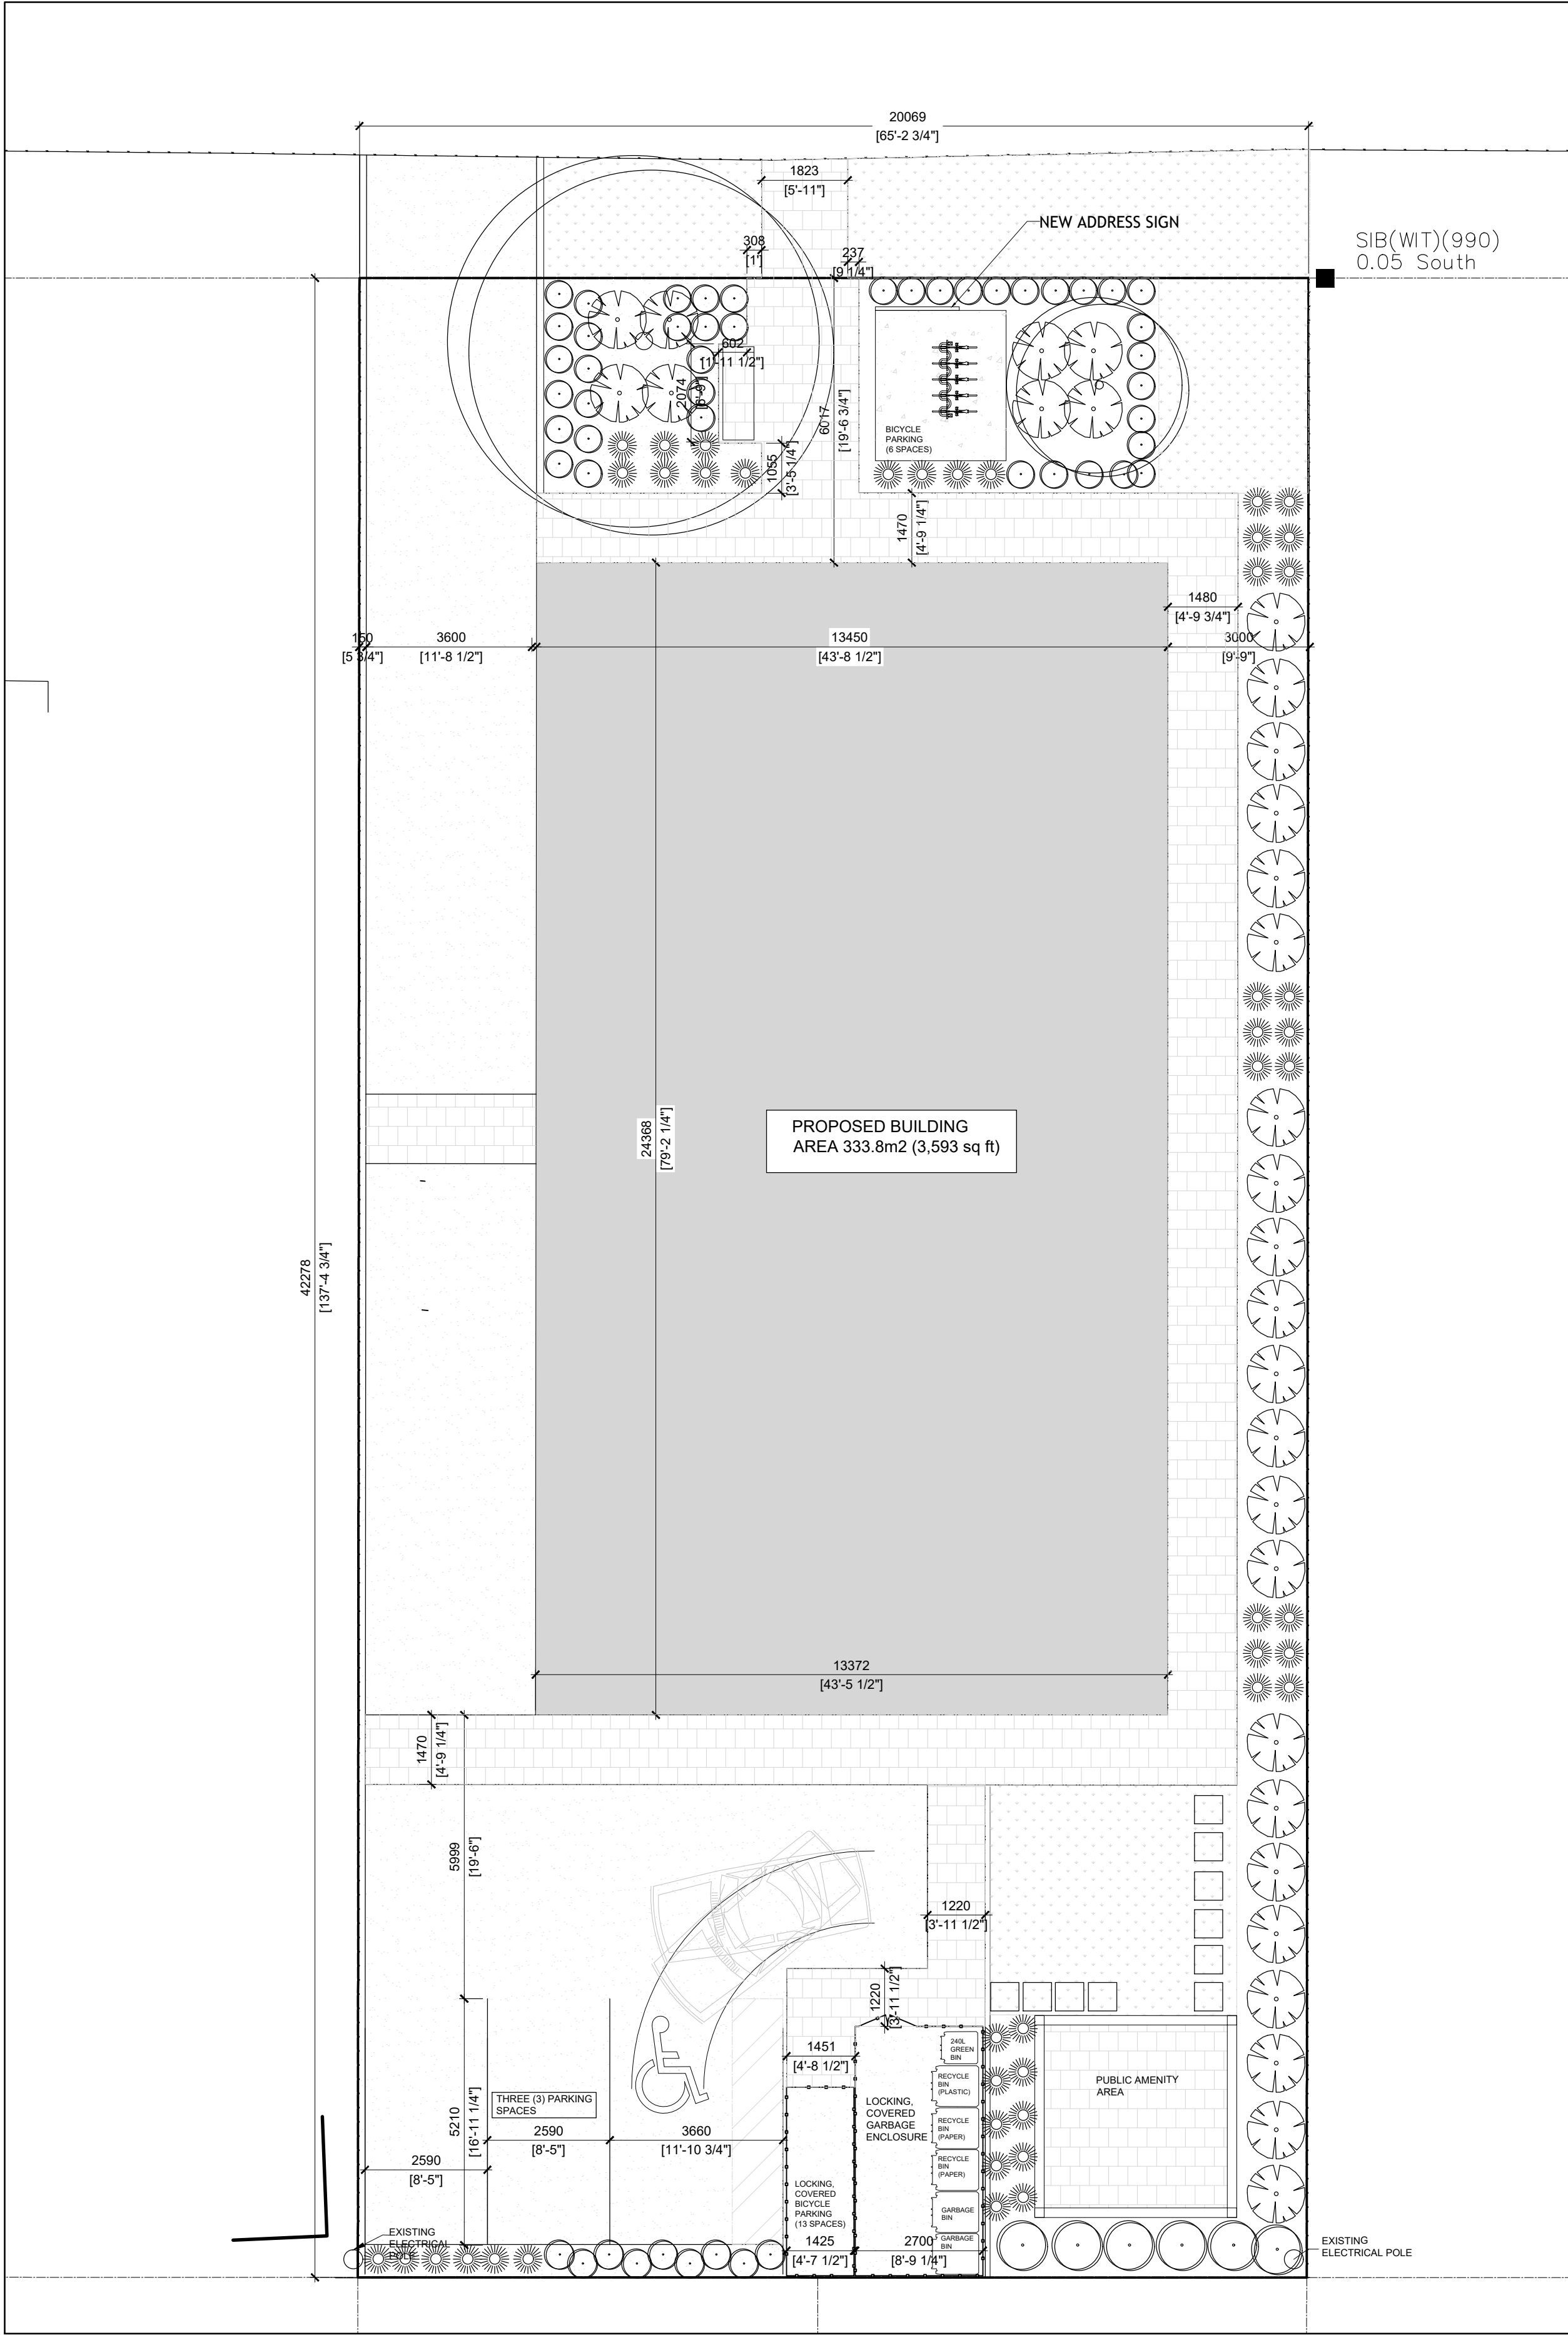 20069
[65'-2 3/4"]
1823
[5'-11"]
NEW ADDRESS SIGN
SIB(WIT)(990)
0.05 South
308
[1']
237
[9 1/4"]
602
[1'-11 1/2"]
2074
[6'-9"]
6017
[19'-6 3/4"]
BICYCLE
PARKING
(6 SPACES)
1055
[3'-5 1/4"]
1470
[4'-9 1/4"]
1480
[4'-9 3/4"]
150
[5 3/4"]
3600
[11'-8 1/2"]
13450
[43'-8 1/2"]
3000
[9'-9"]
PROPOSED BUILDING
AREA 333.8m2 (3,593 sq ft)
24368
[79'-2 1/4"]
42278
[137'-4 3/4"]
13372
[43'-5 1/2"]
1470
[4'-9 1/4"]
5999
[19'-6"]
1220
[3'-11 1/2"]
1220
[3'-11 1/2"]
1451
[4'-8 1/2"]
240L
GREEN
BIN
RECYCLE
BIN
(PLASTIC)
RECYCLE
BIN
(PAPER)
RECYCLE
BIN
(PAPER)
GARBAGE
BIN
GARBAGE
BIN
LOCKING,
COVERED
GARBAGE
ENCLOSURE
PUBLIC AMENITY
AREA
THREE (3) PARKING
SPACES
5210
[16'-11 1/4"]
2590
[8'-5"]
3660
[11'-10 3/4"]
2590
[8'-5"]
LOCKING,
COVERED
BICYCLE
PARKING
(13 SPACES)
1425
[4'-7 1/2"]
2700
[8'-9 1/4"]
EXISTING
ELECTRICAL
POLE
EXISTING
ELECTRICAL POLE